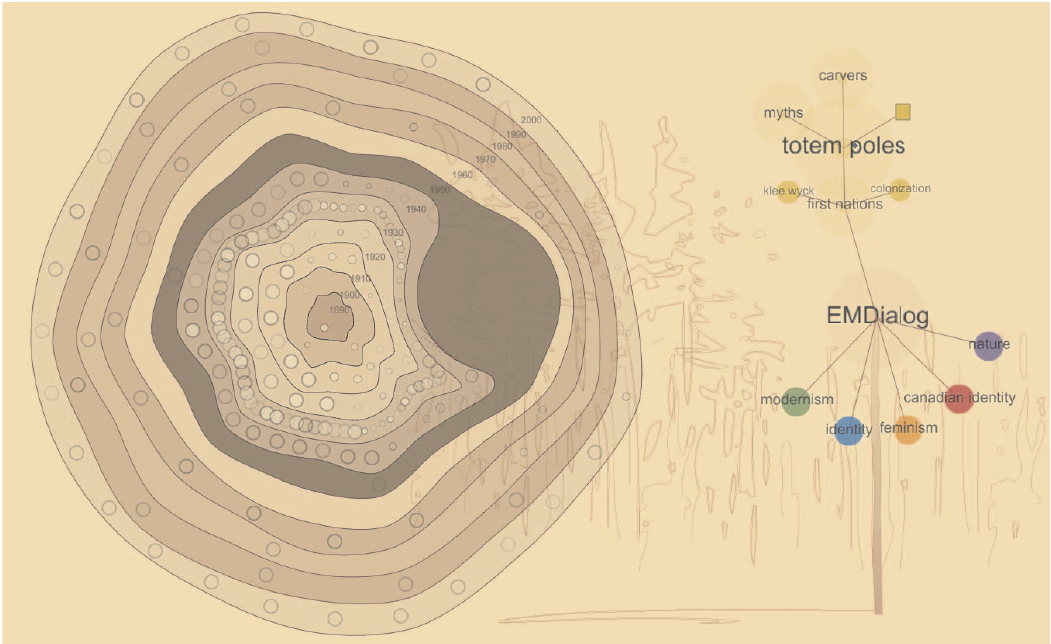 2000
1990
1980
1970
1960
1950
1940
1930
1920
1910
1900
1890
carvers
myths
totem poles
klee wyck
colonization
first nations
EMDialog
nature
modernism
canadian identity
identity
feminism